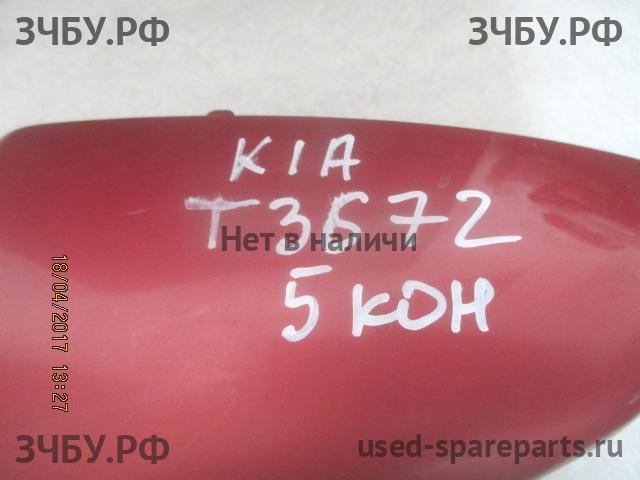 ЗЧБУ.РФ ЗЧБУ.РФ
KIA
T3672
Нет в наличи
5 КОН
18/04/2017 13:27
ЗЧБУ.РФ used-spareparts.ru